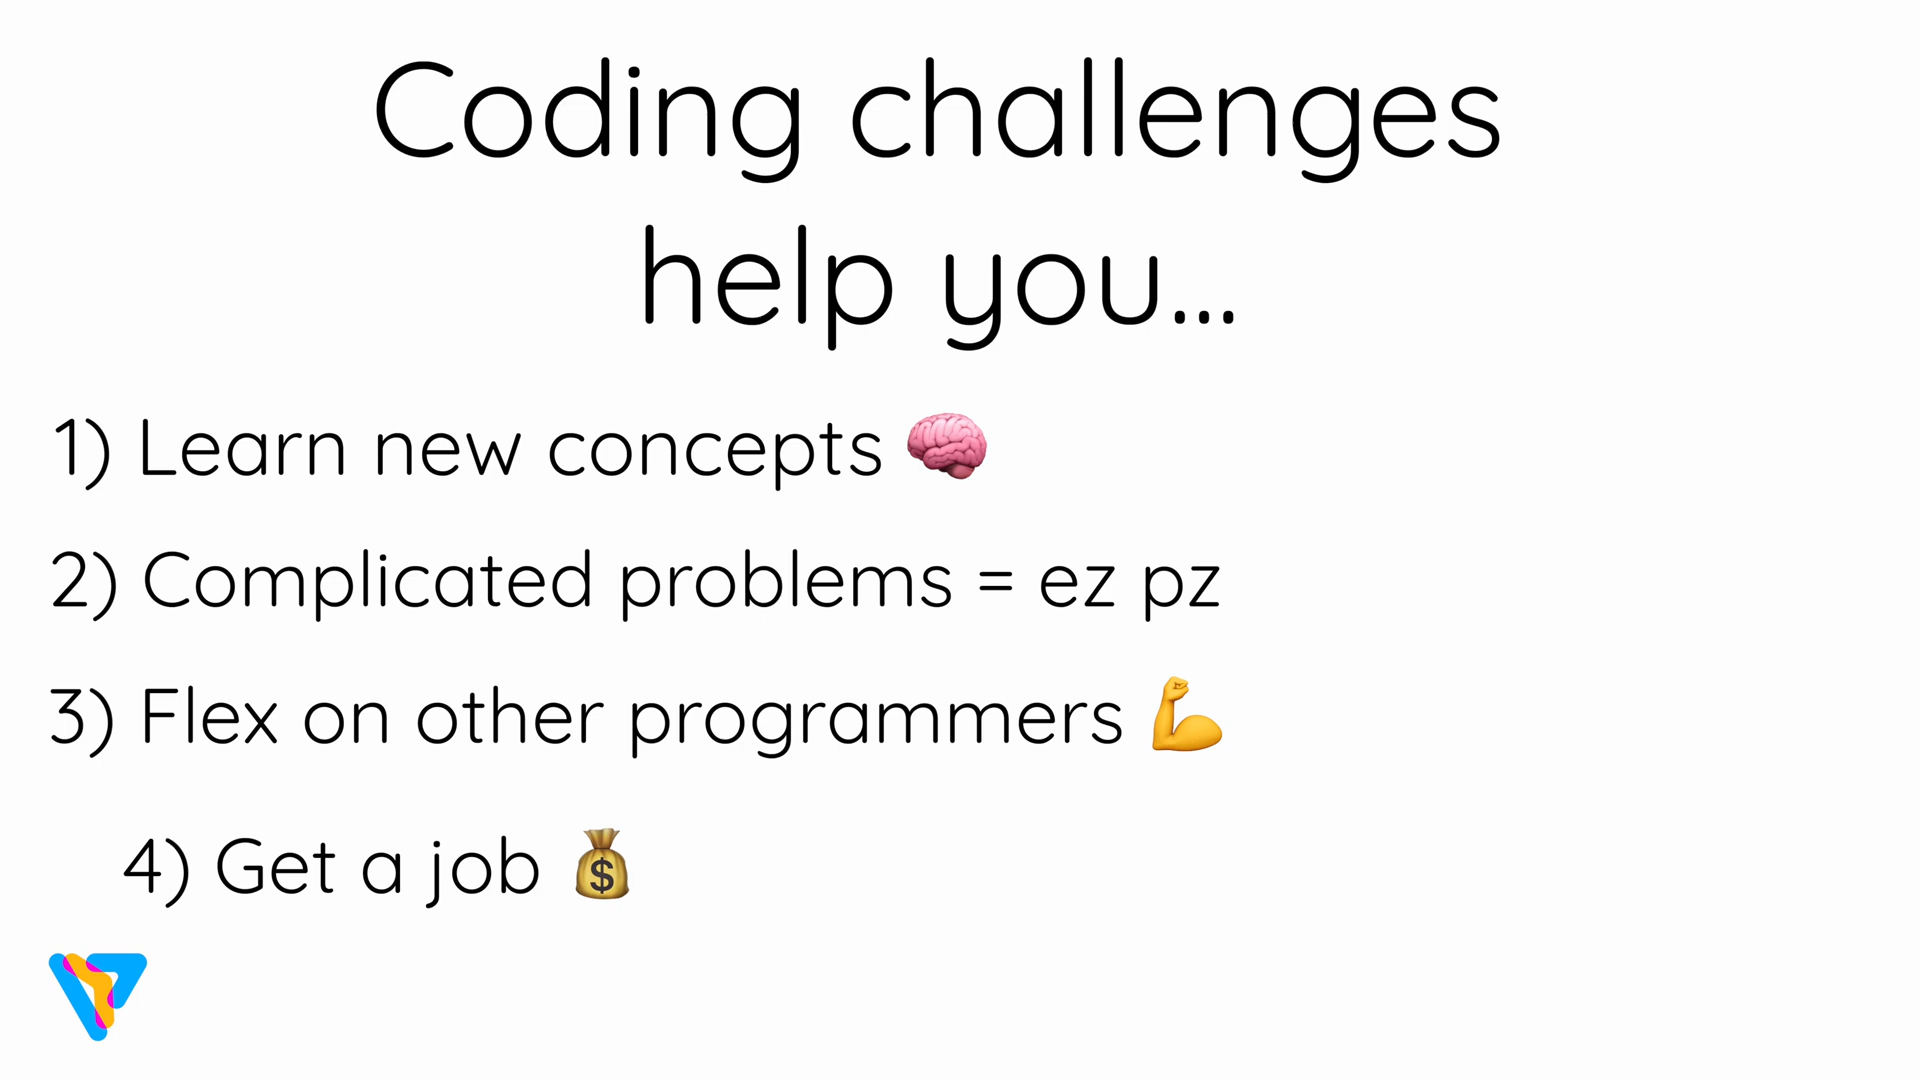 Coding challenges
help you...
1) Learn new concepts 🧠
2) Complicated problems = ez pz
3) Flex on other programmers 💪
4) Get a job 💰